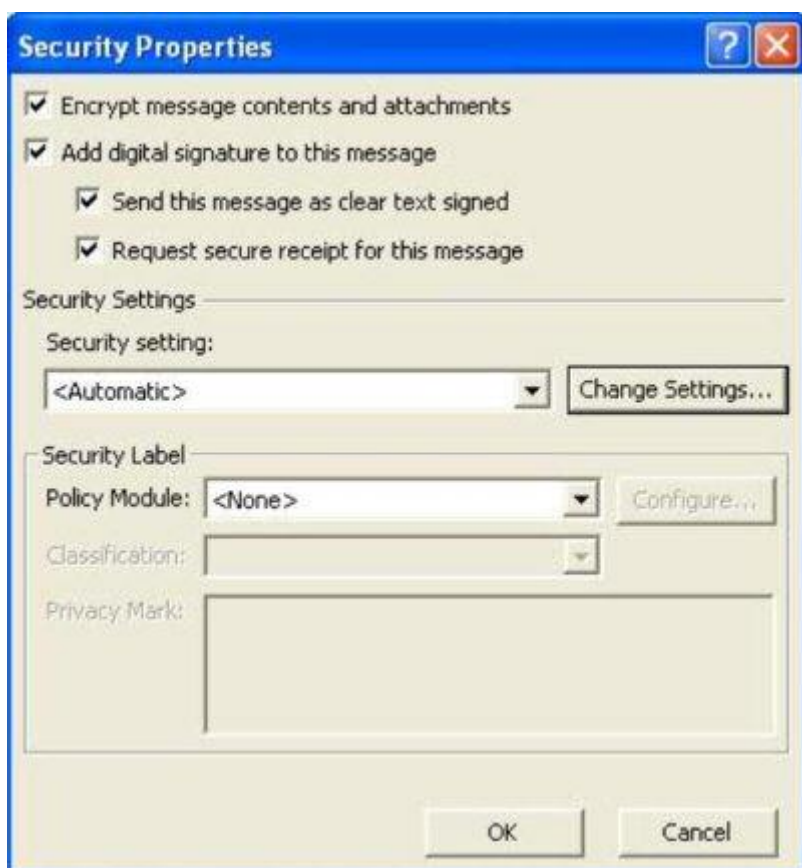 Security Properties
Encrypt message contents and attachments
Add digital signature to this message
Send this message as clear text signed
Request secure receipt for this message
Security Settings
Security setting:
<Automatic> Change Settings...
Security Label
Policy Module: <None> Configure...
Classification:
Privacy Mark:
OK Cancel